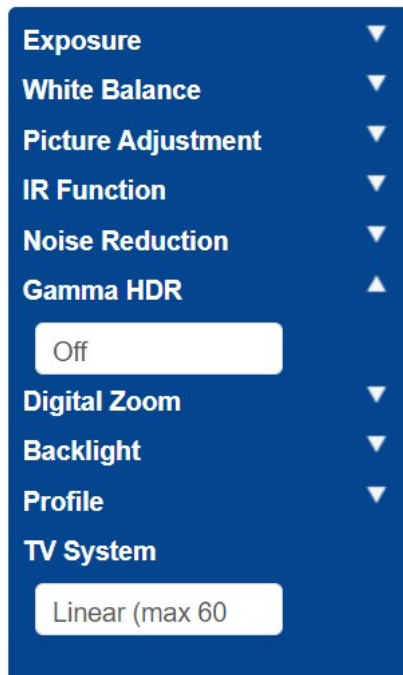 Exposure
White Balance
Picture Adjustment
IR Function
Noise Reduction
Gamma HDR
Off
Digital Zoom
Backlight
Profile
TV System
Linear (max 60